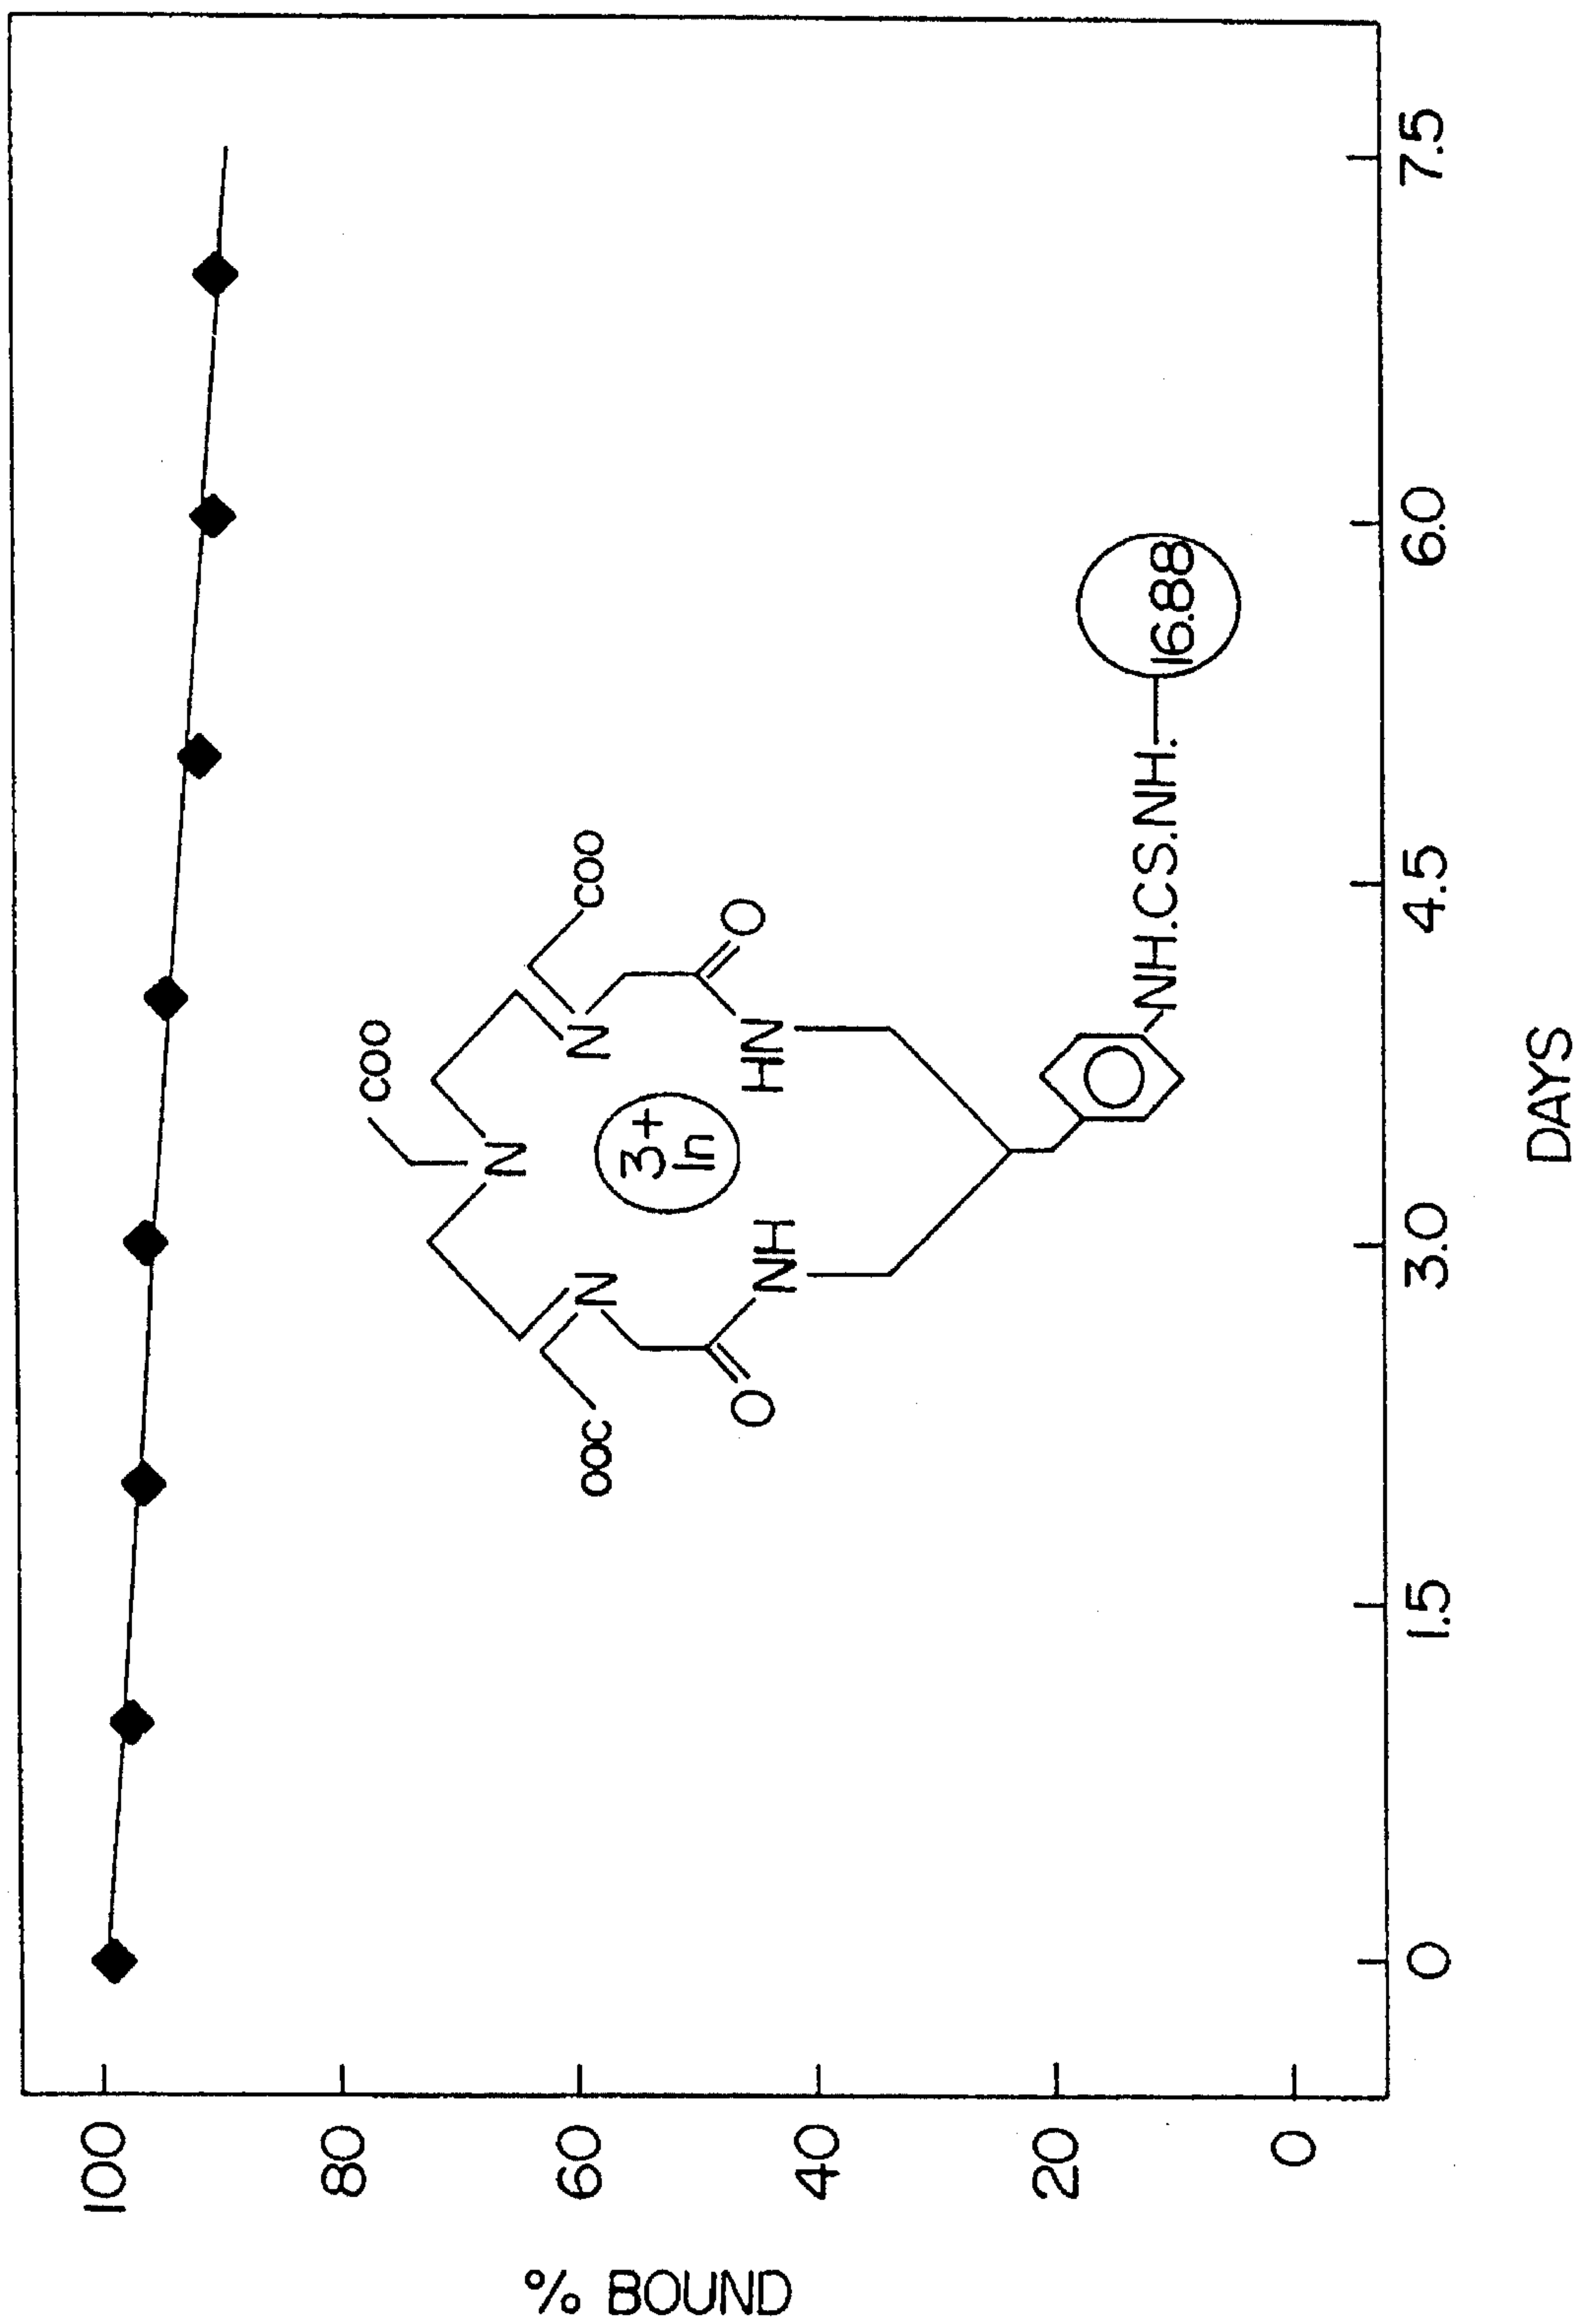 % BOUND
100
80
60
40
20
0
COO
N
OOC
N
N
COO
3+
In
O
NH
HN
O
NH.CS.NH.
16.88
0
1.5
3.0
4.5
6.0
7.5
DAYS